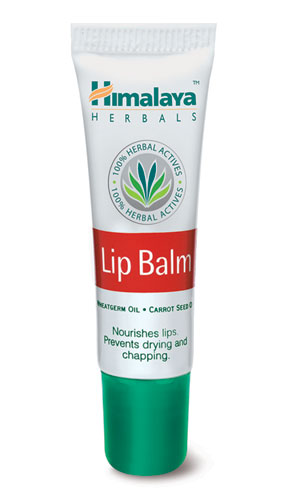 Himalaya™
HERBALS
100% HERBAL ACTIVES •
100% HERBAL ACTIVES •
Lip Balm
HEATGERM OIL • CARROT SEED O
Nourishes lips.
Prevents drying and
chapping.